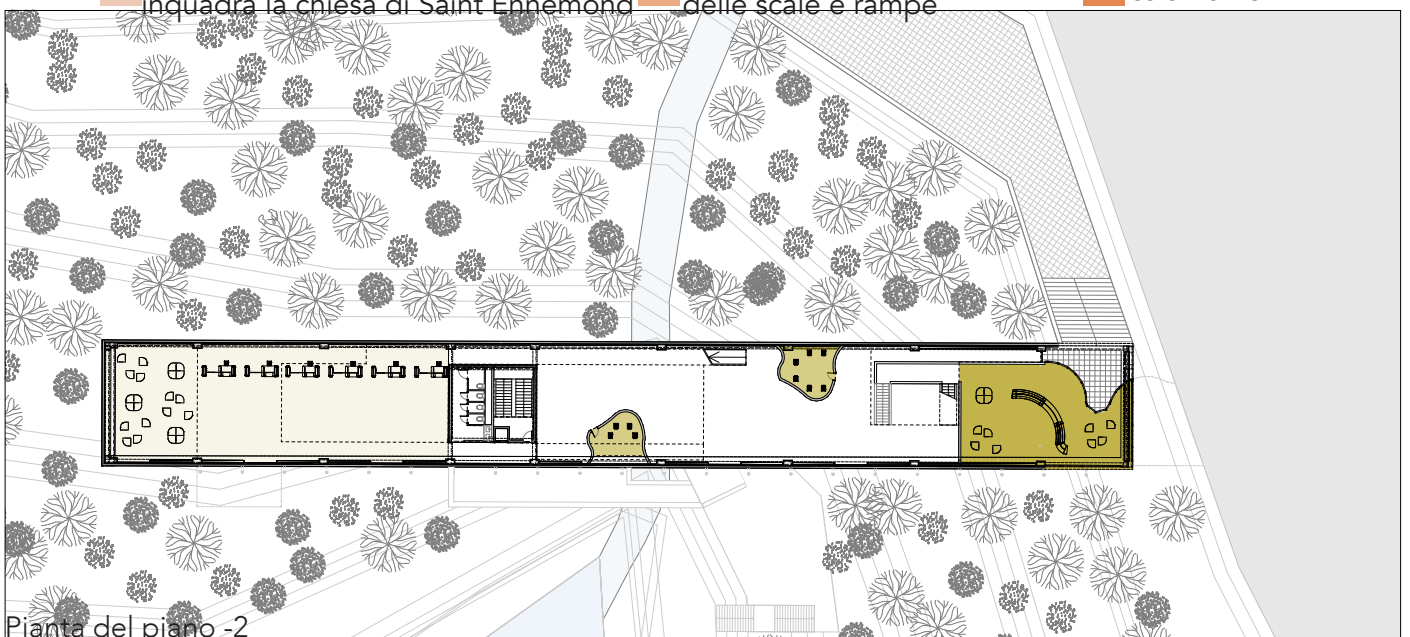 inquadra la chiesa di Saint Ennemond
delle scale e rampe
Pianta del piano -2